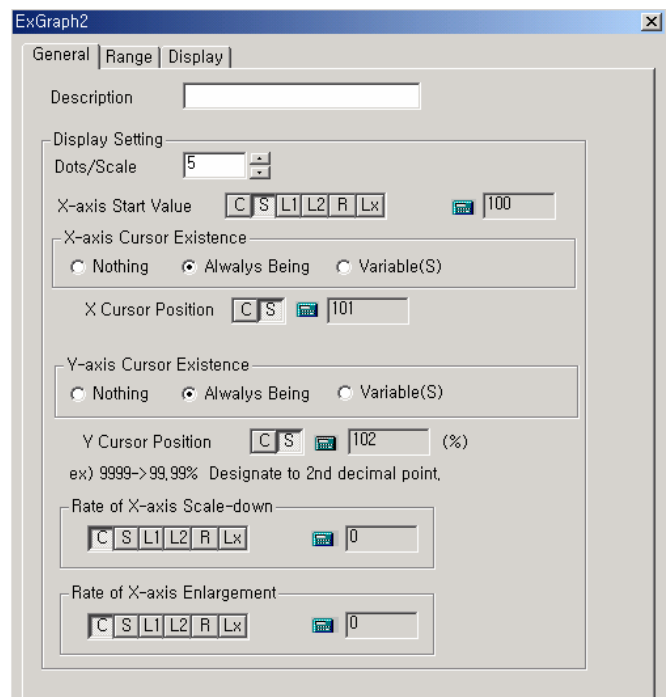 ExGraph2
General Range Display
Description
Display Setting
Dots/Scale 5
X-axis Start Value C S L1 L2 R Lx 100
X-axis Cursor Existence
Nothing Alwalys Being Variable(S)
X Cursor Position C S 101
Y-axis Cursor Existence
Nothing Alwalys Being Variable(S)
Y Cursor Position C S 102 (%)
ex) 9999->99.99% Designate to 2nd decimal point.
Rate of X-axis Scale-down
C S L1 L2 R Lx 0
Rate of X-axis Enlargement
C S L1 L2 R Lx 0